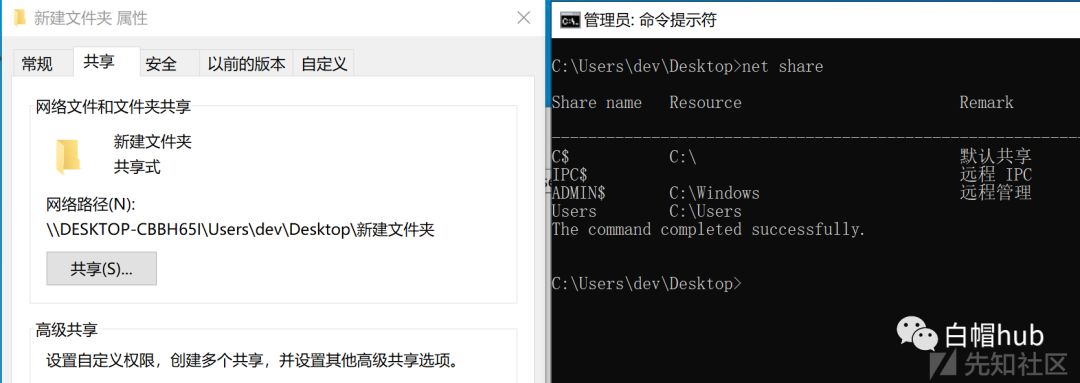 新建文件夹 属性
常规 共享 安全 以前的版本 自定义
网络文件和文件夹共享
新建文件夹
共享式
网络路径(N):
\\DESKTOP-CBBH65I\Users\dev\Desktop\新建文件夹
共享(S)...
高级共享
设置自定义权限，创建多个共享，并设置其他高级共享选项。
管理员: 命令提示符
C:\Users\dev\Desktop>net share
Share name Resource Remark
-------------------------------------------------------------------------------
C$ C:\ 默认共享
IPC$ 远程 IPC
ADMIN$ C:\Windows 远程管理
Users C:\Users
The command completed successfully.
C:\Users\dev\Desktop>
白帽hub
先知社区